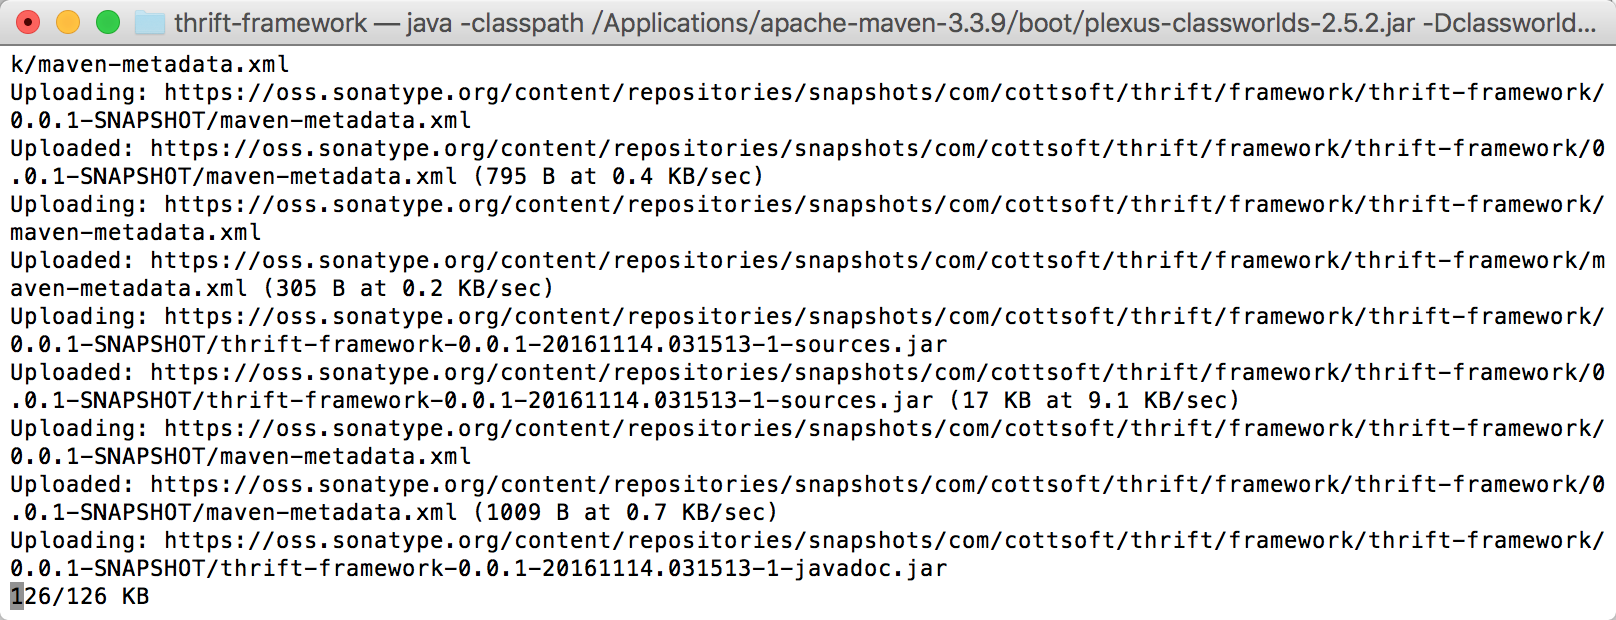 thrift-framework — java -classpath /Applications/apache-maven-3.3.9/boot/plexus-classworlds-2.5.2.jar -Dclassworld...
k/maven-metadata.xml
Uploading: https://oss.sonatype.org/content/repositories/snapshots/com/cottsoft/thrift/framework/thrift-framework/
0.0.1-SNAPSHOT/maven-metadata.xml
Uploaded: https://oss.sonatype.org/content/repositories/snapshots/com/cottsoft/thrift/framework/thrift-framework/0
.0.1-SNAPSHOT/maven-metadata.xml (795 B at 0.4 KB/sec)
Uploading: https://oss.sonatype.org/content/repositories/snapshots/com/cottsoft/thrift/framework/thrift-framework/
maven-metadata.xml
Uploaded: https://oss.sonatype.org/content/repositories/snapshots/com/cottsoft/thrift/framework/thrift-framework/m
aven-metadata.xml (305 B at 0.2 KB/sec)
Uploading: https://oss.sonatype.org/content/repositories/snapshots/com/cottsoft/thrift/framework/thrift-framework/
0.0.1-SNAPSHOT/thrift-framework-0.0.1-20161114.031513-1-sources.jar
Uploaded: https://oss.sonatype.org/content/repositories/snapshots/com/cottsoft/thrift/framework/thrift-framework/0
.0.1-SNAPSHOT/thrift-framework-0.0.1-20161114.031513-1-sources.jar (17 KB at 9.1 KB/sec)
Uploading: https://oss.sonatype.org/content/repositories/snapshots/com/cottsoft/thrift/framework/thrift-framework/
0.0.1-SNAPSHOT/maven-metadata.xml
Uploaded: https://oss.sonatype.org/content/repositories/snapshots/com/cottsoft/thrift/framework/thrift-framework/0
.0.1-SNAPSHOT/maven-metadata.xml (1009 B at 0.7 KB/sec)
Uploading: https://oss.sonatype.org/content/repositories/snapshots/com/cottsoft/thrift/framework/thrift-framework/
0.0.1-SNAPSHOT/thrift-framework-0.0.1-20161114.031513-1-javadoc.jar
126/126 KB